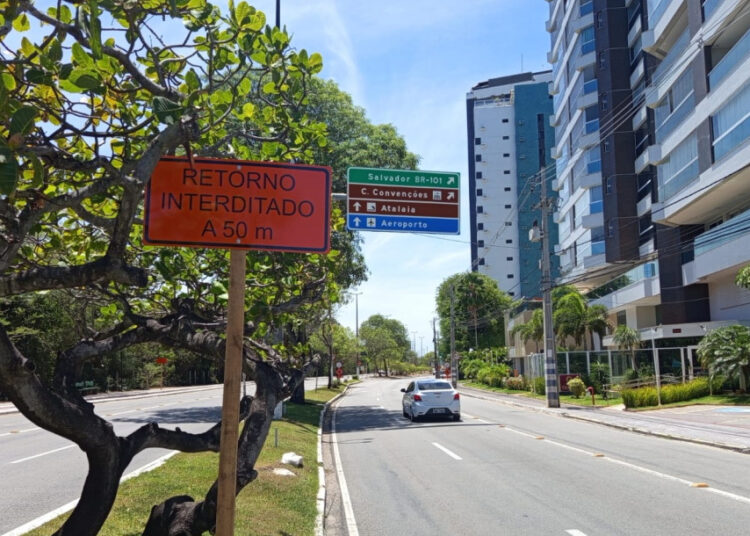 RETORNO
INTERDITADO
A 50 m
Salvador BR-101
C. Convenções
Atalaia
Aeroporto